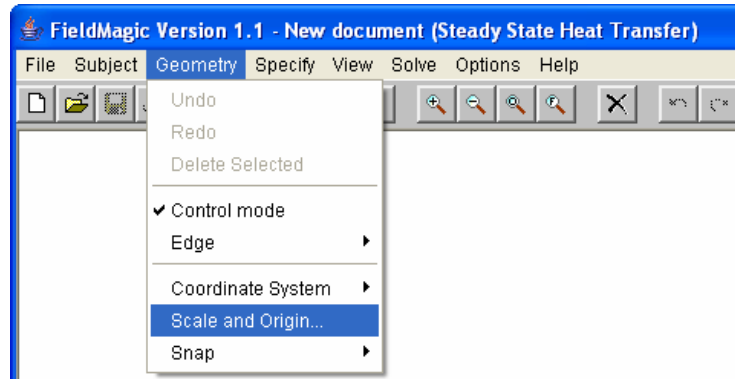 FieldMagic Version 1.1 - New document (Steady State Heat Transfer)
File Subject Geometry Specify View Solve Options Help
Undo
Redo
Delete Selected
Control mode
Edge
Coordinate System
Scale and Origin...
Snap